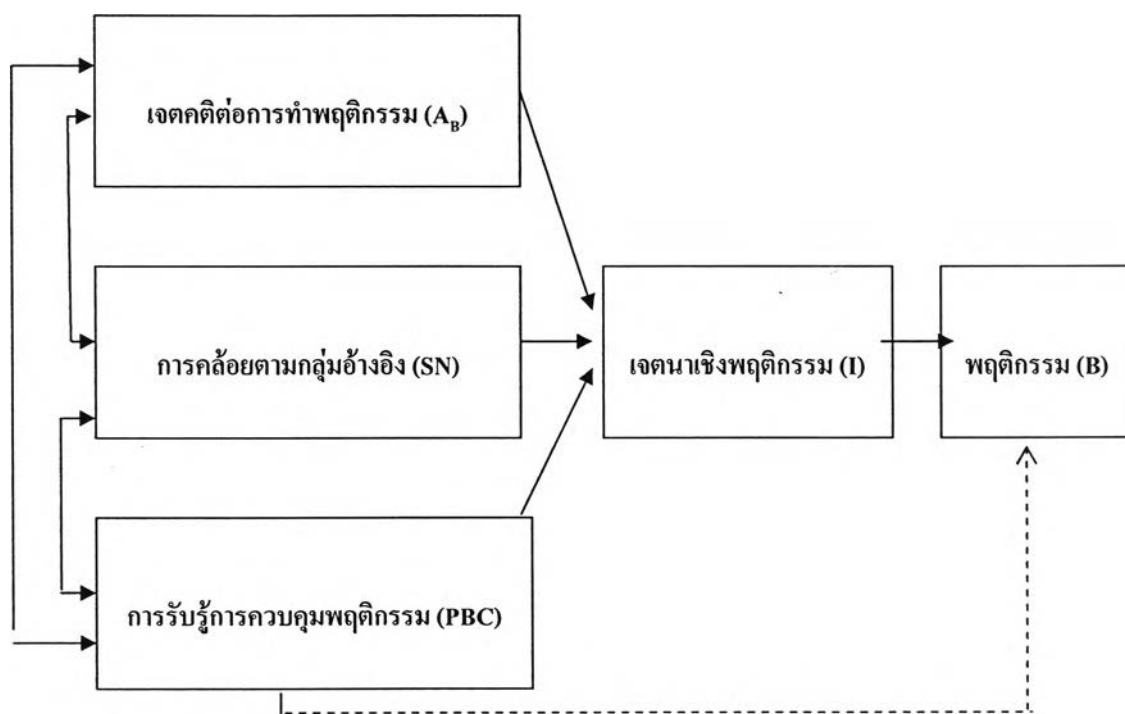 เจตคติต่อการทำพฤติกรรม (A_B)
การคล้อยตามกลุ่มอ้างอิง (SN)
เจตนาเชิงพฤติกรรม (I)
พฤติกรรม (B)
การรับรู้การควบคุมพฤติกรรม (PBC)